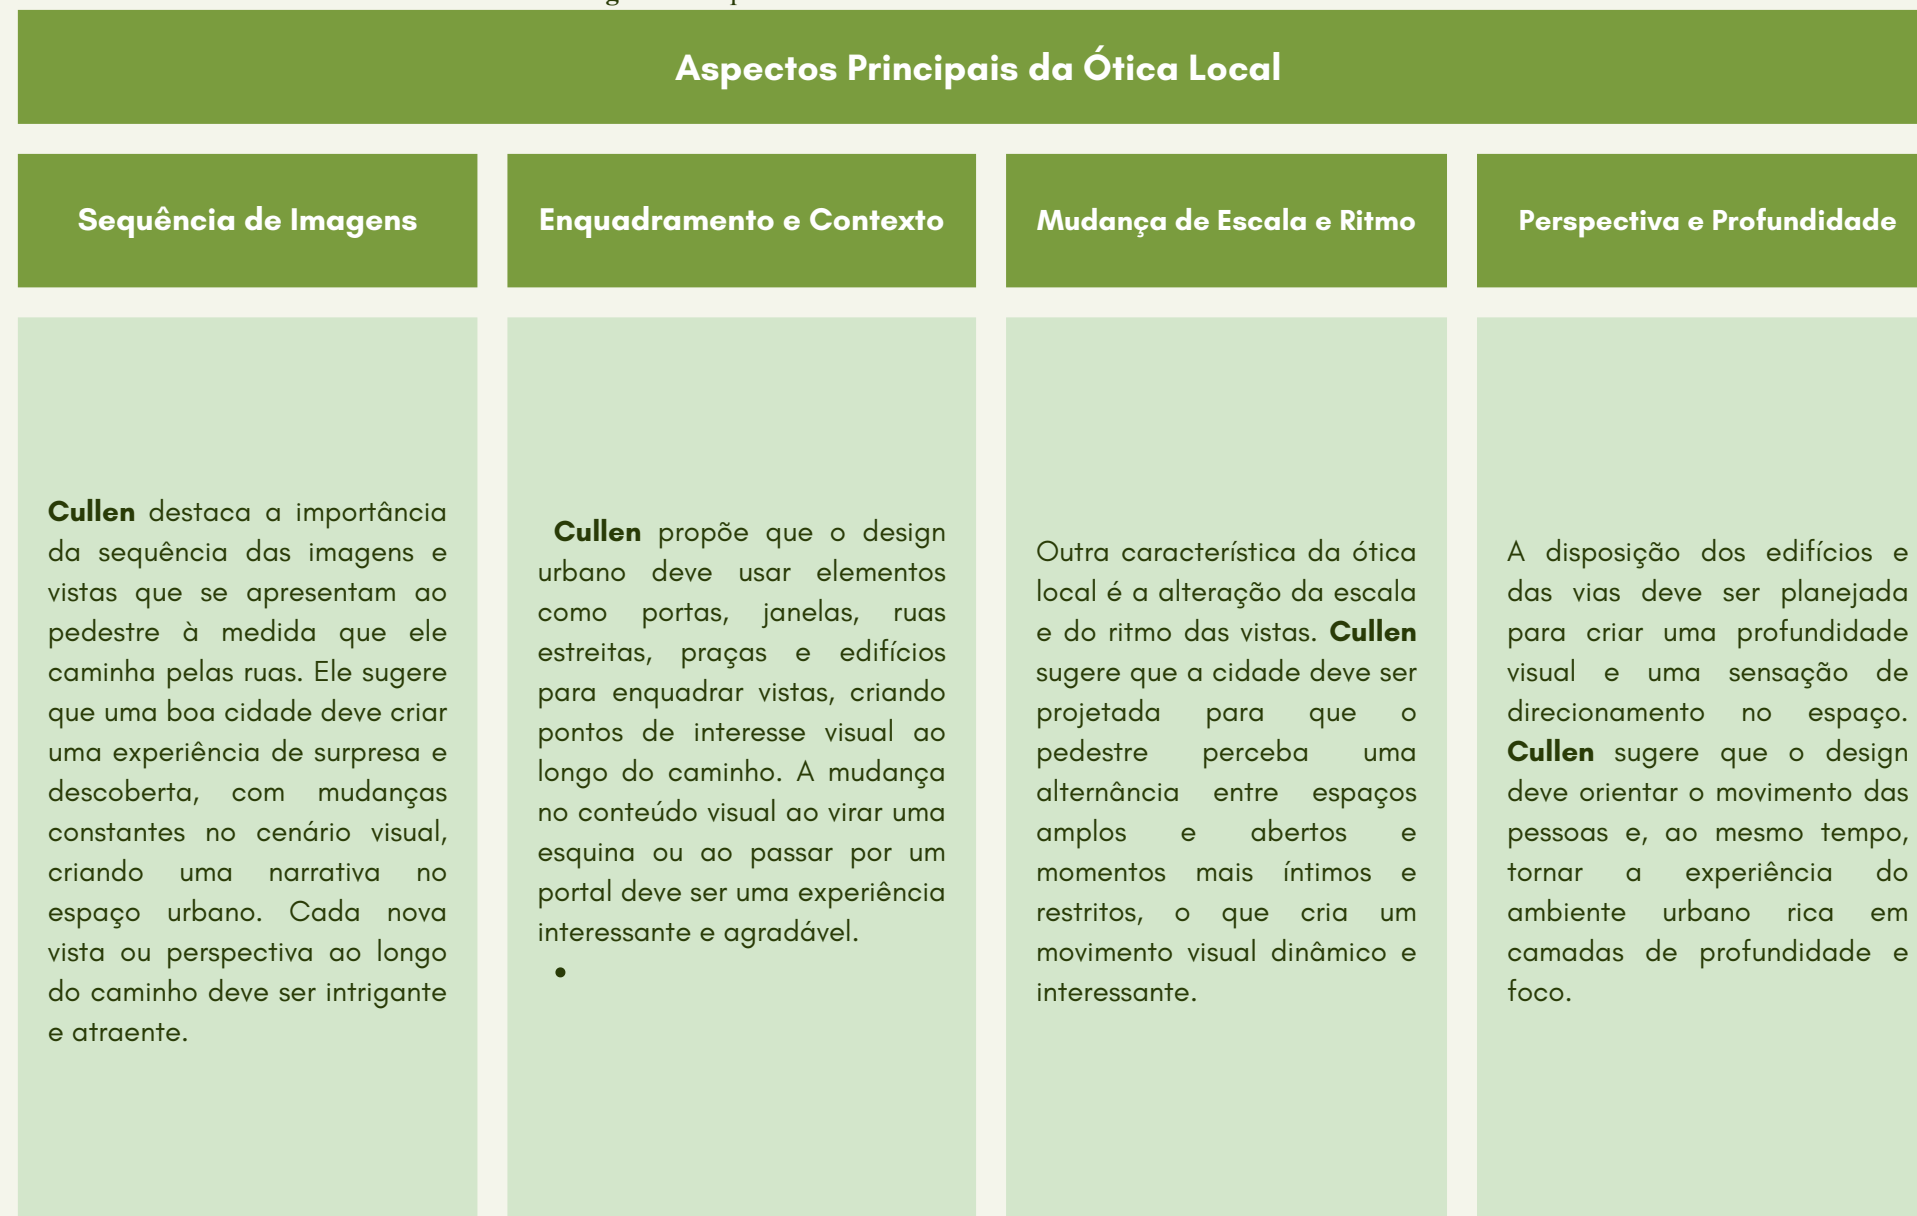 Aspectos Principais da Ótica Local
Sequência de Imagens
Enquadramento e Contexto
Mudança de Escala e Ritmo
Perspectiva e Profundidade
Cullen destaca a importância
da sequência das imagens e
vistas que se apresentam ao
pedestre à medida que ele
caminha pelas ruas. Ele sugere
que uma boa cidade deve criar
uma experiência de surpresa e
descoberta, com mudanças
constantes no cenário visual,
criando uma narrativa no
espaço urbano. Cada nova
vista ou perspectiva ao longo
do caminho deve ser intrigante
e atraente.
Cullen propõe que o design
urbano deve usar elementos
como portas, janelas, ruas
estreitas, praças e edifícios
para enquadrar vistas, criando
pontos de interesse visual ao
longo do caminho. A mudança
no conteúdo visual ao virar uma
esquina ou ao passar por um
portal deve ser uma experiência
interessante e agradável.
•
Outra característica da ótica
local é a alteração da escala
e do ritmo das vistas. Cullen
sugere que a cidade deve ser
projetada para que o
pedestre perceba uma
alternância entre espaços
amplos e abertos e
momentos mais íntimos e
restritos, o que cria um
movimento visual dinâmico e
interessante.
A disposição dos edifícios e
das vias deve ser planejada
para criar uma profundidade
visual e uma sensação de
direcionamento no espaço.
Cullen sugere que o design
deve orientar o movimento das
pessoas e, ao mesmo tempo,
tornar a experiência do
ambiente urbano rica em
camadas de profundidade e
foco.